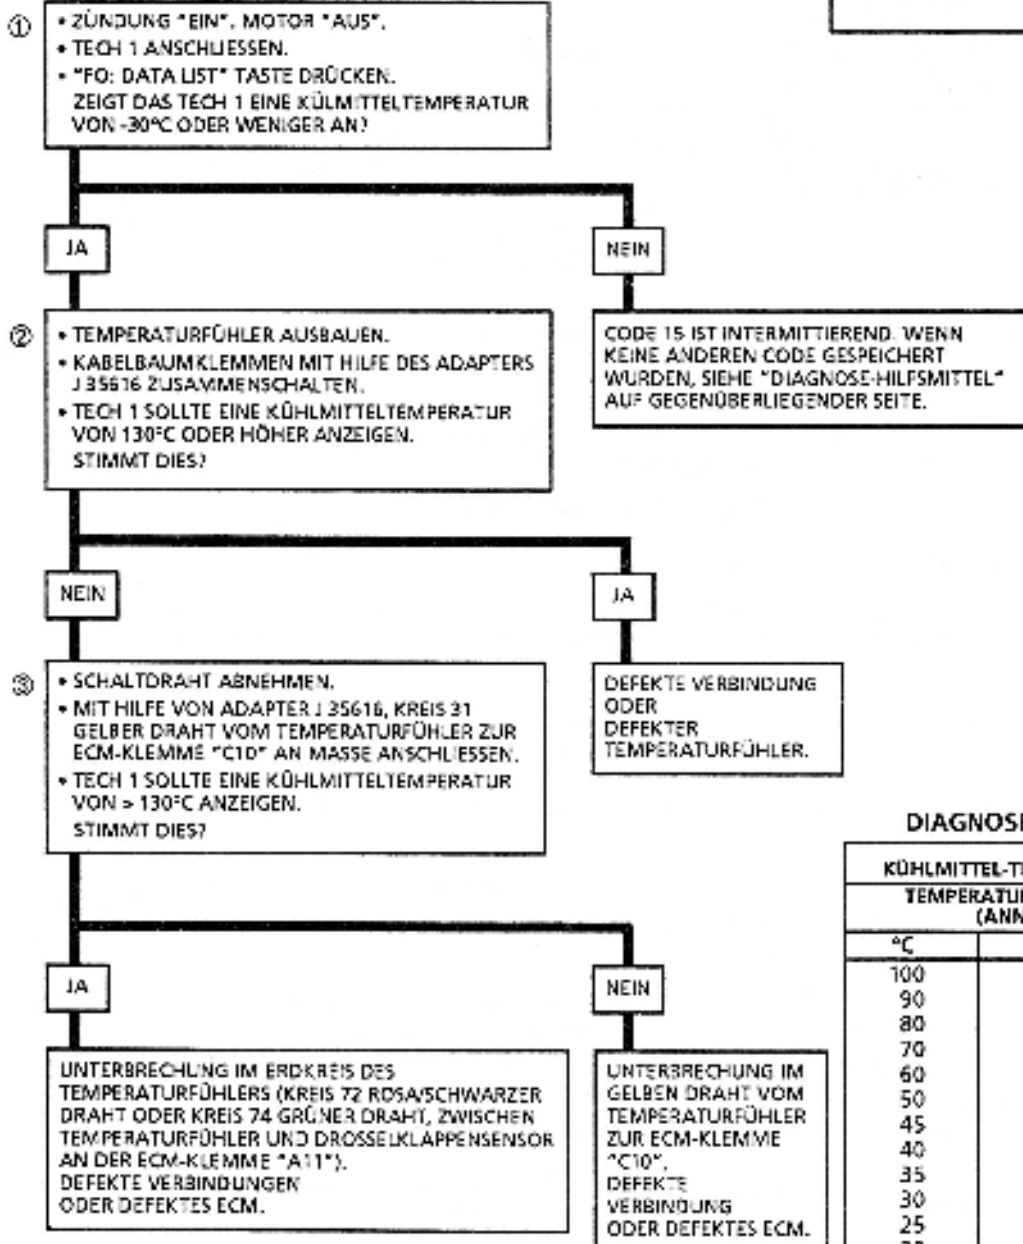 ①
• ZÜNDUNG "EIN". MOTOR "AUS".
• TECH 1 ANSCHLIESSEN.
• "FO: DATA LIST" TASTE DRÜCKEN.
ZEIGT DAS TECH 1 EINE KÜLMITTELTEMPERATUR
VON -30°C ODER WENIGER AN?
JA
NEIN
②
• TEMPERATURFÜHLER AUSBAUEN.
• KABELBAUMKLEMMEN MIT HILFE DES ADAPTERS
J 35616 ZUSAMMENSCHALTEN.
• TECH 1 SOLLTE EINE KÜHLMITTELTEMPERATUR
VON 130°C ODER HÖHER ANZEIGEN.
STIMMT DIES?
CODE 15 IST INTERMITTIEREND. WENN
KEINE ANDEREN CODE GESPEICHERT
WURDEN, SIEHE "DIAGNOSE-HILFSMITTEL"
AUF GEGENÜBERLIEGENDER SEITE.
NEIN
JA
③
• SCHALTDRAHT ABNEHMEN.
• MIT HILFE VON ADAPTER J 35616, KREIS 31
GELBER DRAHT VOM TEMPERATURFÜHLER ZUR
ECM-KLEMME "C10" AN MASSE ANSCHLIESSEN.
• TECH 1 SOLLTE EINE KÜHLMITTELTEMPERATUR
VON > 130°C ANZEIGEN.
STIMMT DIES?
DEFEKTE VERBINDUNG
ODER
DEFEKTER
TEMPERATURFÜHLER.
JA
NEIN
UNTERBRECHUNG IM ERDKREIS DES
TEMPERATURFÜHLERS (KREIS 72 ROSA/SCHWARZER
DRAHT ODER KREIS 74 GRÜNER DRAHT, ZWISCHEN
TEMPERATURFÜHLER UND DROSSELKLAPPENSENSOR
AN DER ECM-KLEMME "A11").
DEFEKTE VERBINDUNGEN
ODER DEFEKTES ECM.
UNTERBRECHUNG IM
GELBEN DRAHT VOM
TEMPERATURFÜHLER
ZUR ECM-KLEMME
"C10".
DEFEKTE
VERBINDUNG
ODER DEFEKTES ECM.
DIAGNOSE
KÜHLMITTEL-TE
TEMPERATUR
(ANN
°C
100
90
80
70
60
50
45
40
35
30
25